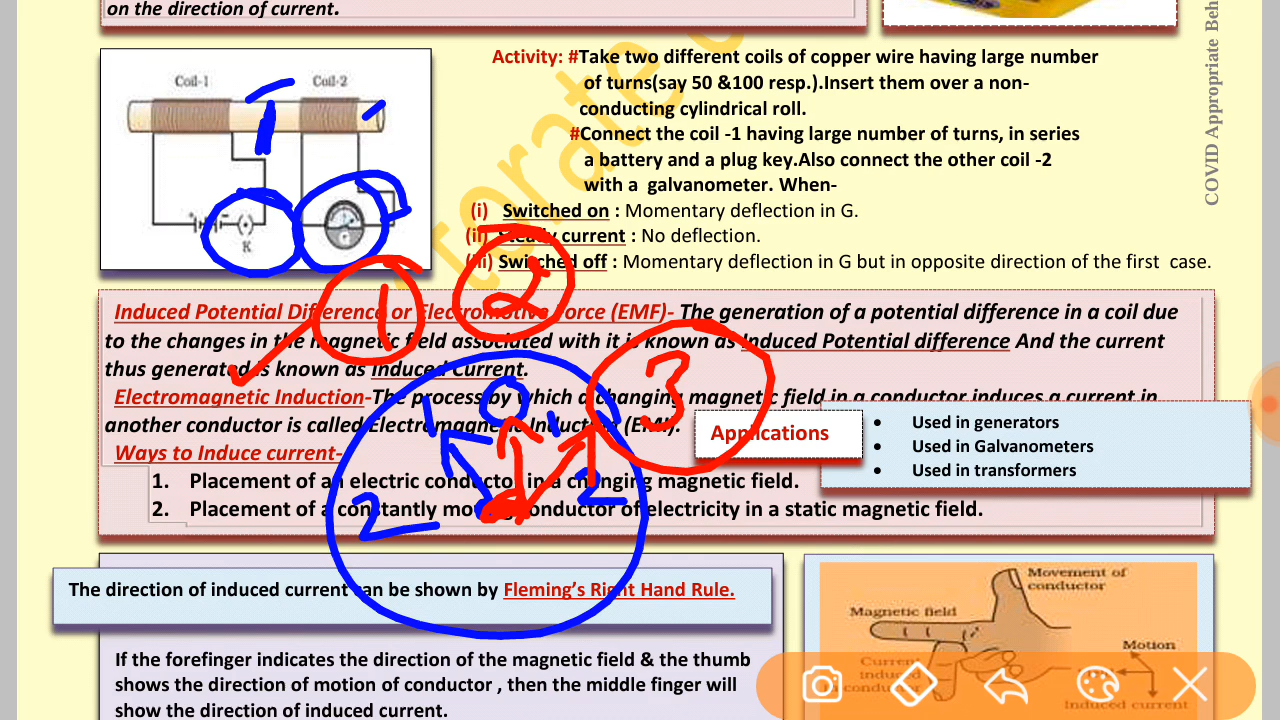 on the direction of current.
COVID Appropriate Beh
Coil-1
Coil-2
K
G
Activity: #Take two different coils of copper wire having large number
of turns(say 50 &100 resp.).Insert them over a non-
conducting cylindrical roll.
#Connect the coil -1 having large number of turns, in series
a battery and a plug key.Also connect the other coil -2
with a galvanometer. When-
(i) Switched on : Momentary deflection in G.
(ii) Steady current : No deflection.
(iii) Switched off : Momentary deflection in G but in opposite direction of the first case.
torate o
1
2
3
Induced Potential Difference or Electromotive Force (EMF)- The generation of a potential difference in a coil due
to the changes in the magnetic field associated with it is known as Induced Potential difference And the current
thus generated is known as Induced Current.
Electromagnetic Induction-The process by which a changing magnetic field in a conductor induces a current in
another conductor is called Electromagnetic Induction (EMI).
Ways to Induce current-
1. Placement of an electric conductor in a changing magnetic field.
2. Placement of a constantly moving conductor of electricity in a static magnetic field.
2
2
Applications
• Used in generators
• Used in Galvanometers
• Used in transformers
The direction of induced current can be shown by Fleming's Right Hand Rule.
If the forefinger indicates the direction of the magnetic field & the thumb
shows the direction of motion of conductor , then the middle finger will
show the direction of induced current.
Movement of
conductor
Magnetic field
Current
induced
in conductor
Motion
Induced current